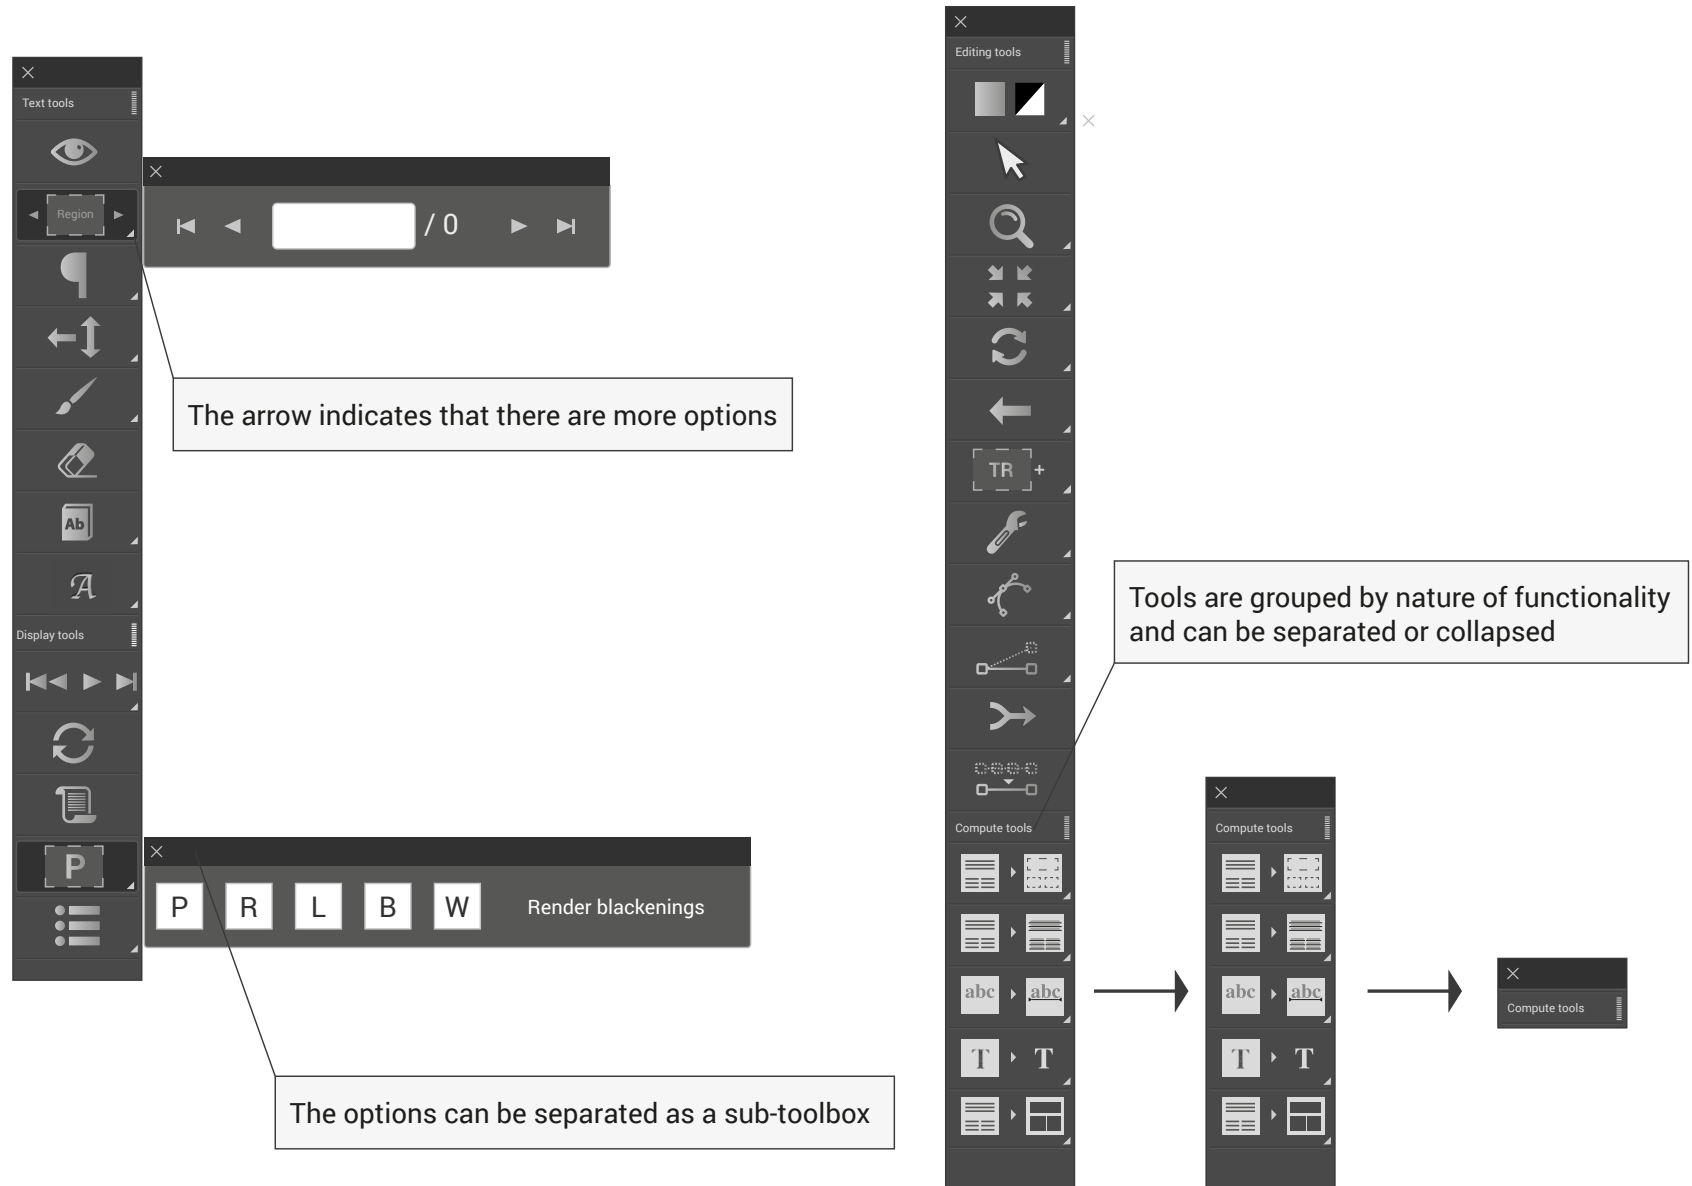 Text tools
Region
/ 0
The arrow indicates that there are more options
Ab
A
Display tools
P
P R L B W Render blackenings
The options can be separated as a sub-toolbox
Editing tools
TR +
Tools are grouped by nature of functionality
and can be separated or collapsed
Compute tools
abc abc
T T
Compute tools
abc abc
T T
Compute tools